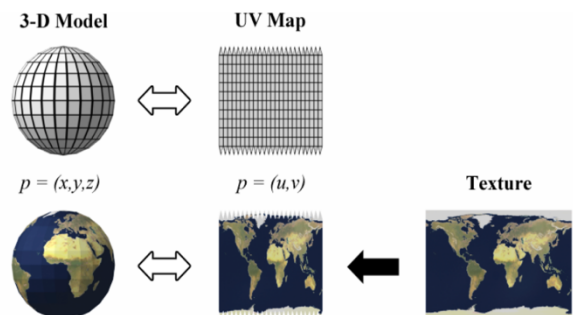 3-D Model
UV Map
p = (x,y,z)
p = (u,v)
Texture